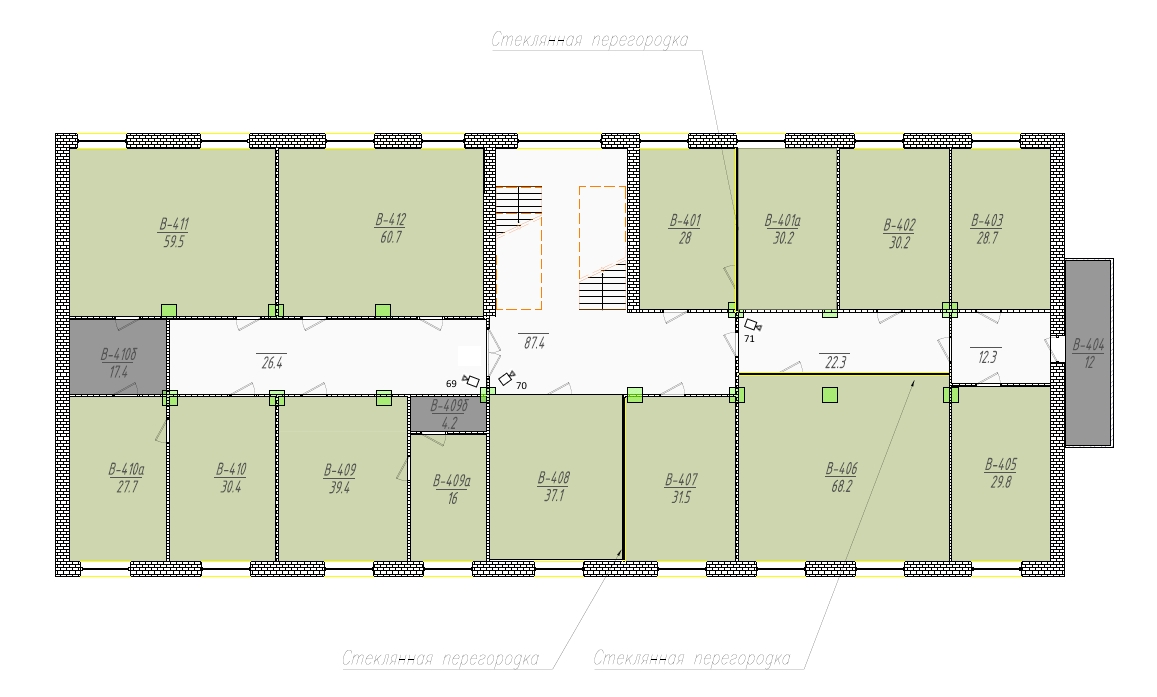 Стеклянная перегородка
В-411
59.5
В-412
60.7
В-401
28
В-401а
30.2
В-402
30.2
В-403
28.7
71
87.4
В-410б
17.4
26.4
22.3
12.3
В-404
12
69
70
В-409б
4.2
В-410а
27.7
В-410
30.4
В-409
39.4
В-409а
16
В-408
37.1
В-407
31.5
В-406
68.2
В-405
29.8
Стеклянная перегородка
Стеклянная перегородка